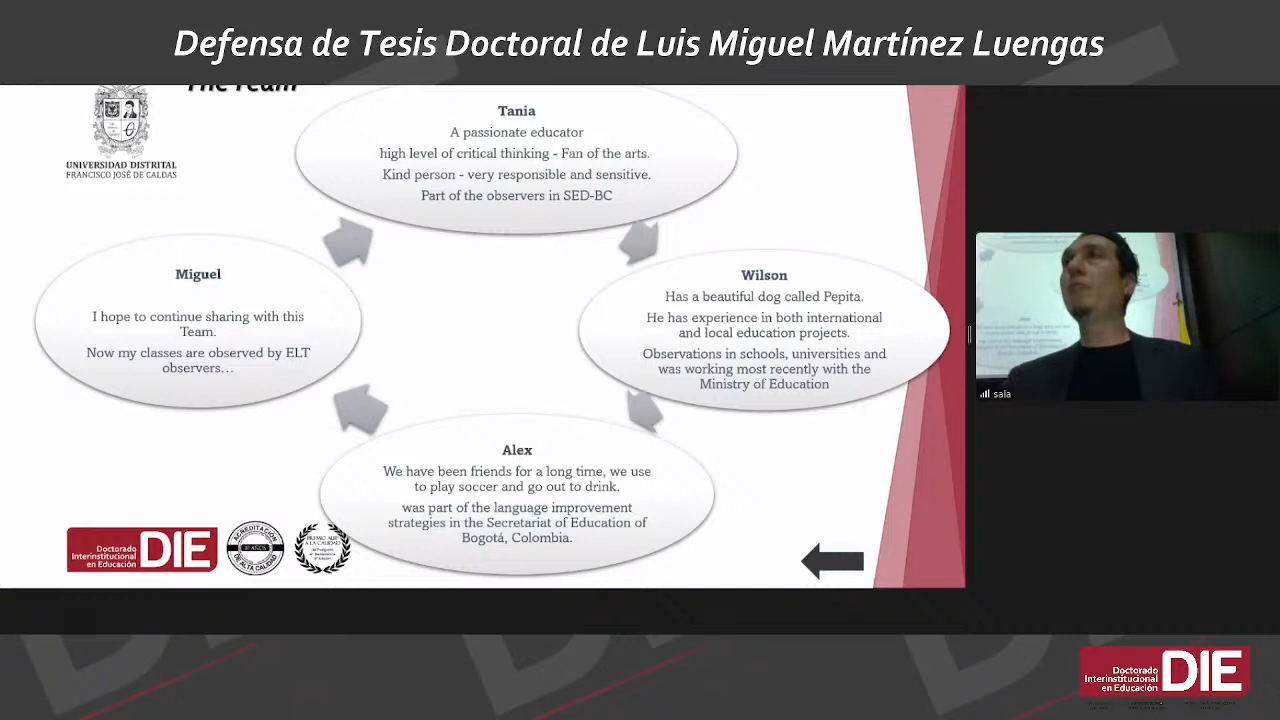 Defensa de Tesis Doctoral de Luis Miguel Martínez Luengas
The Team
UNIVERSIDAD DISTRITAL
FRANCISCO JOSÉ DE CALDAS
Tania
A passionate educator
high level of critical thinking - Fan of the arts.
Kind person - very responsible and sensitive.
Part of the observers in SED-BC
Miguel
I hope to continue sharing with this
Team.
Now my classes are observed by ELT
observers…
Wilson
Has a beautiful dog called Pepita.
He has experience in both international
and local education projects.
Observations in schools, universities and
was working most recently with the
Ministry of Education
Alex
We have been friends for a long time, we use
to play soccer and go out to drink.
was part of the language improvement
strategies in the Secretariat of Education of
Bogotá, Colombia.
Doctorado
Interinstitucional
en Educación
DIE
ACREDITACIÓN
DE ALTA CALIDAD
PREMIO AUIP
A LA CALIDAD
sala
Doctorado
Interinstitucional
en Educación
DIE